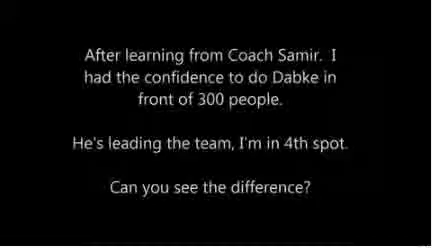 After learning from Coach Samir.  I
had the confidence to do Dabke in
front of 300 people.
He's leading the team, I'm in 4th spot.
Can you see the difference?